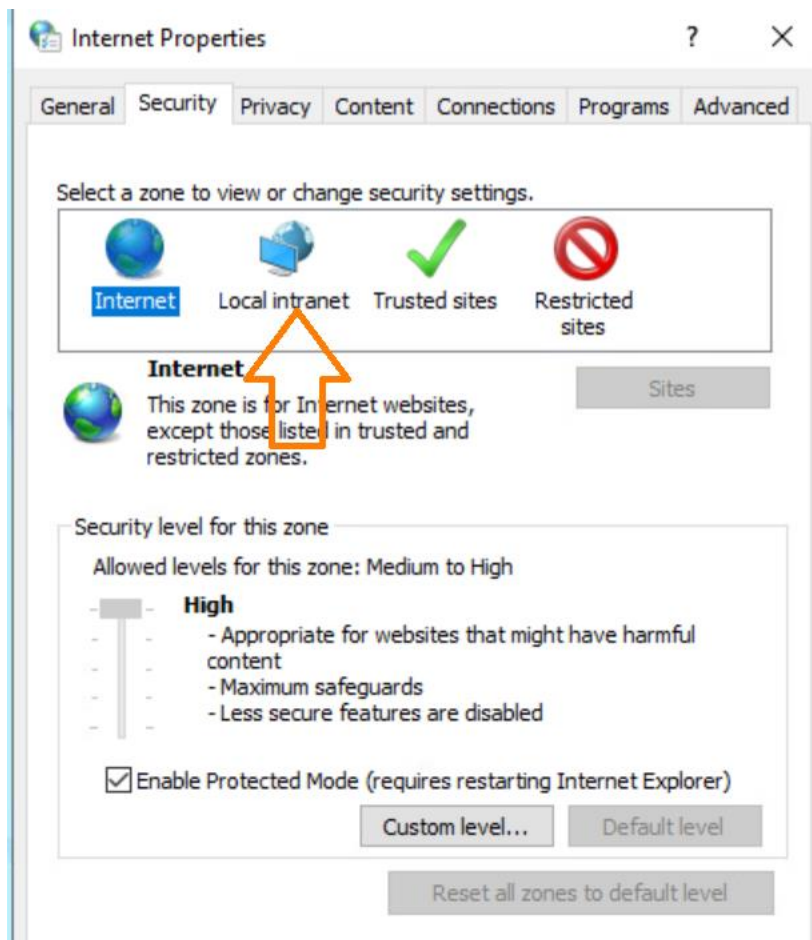 Internet Properties ? ×
General Security Privacy Content Connections Programs Advanced
Select a zone to view or change security settings.
Internet Local intranet Trusted sites Restricted
sites
Internet
Sites
This zone is for Internet websites,
except those listed in trusted and
restricted zones.
Security level for this zone
Allowed levels for this zone: Medium to High
High
- Appropriate for websites that might have harmful
content
- Maximum safeguards
- Less secure features are disabled
Enable Protected Mode (requires restarting Internet Explorer)
Custom level... Default level
Reset all zones to default level